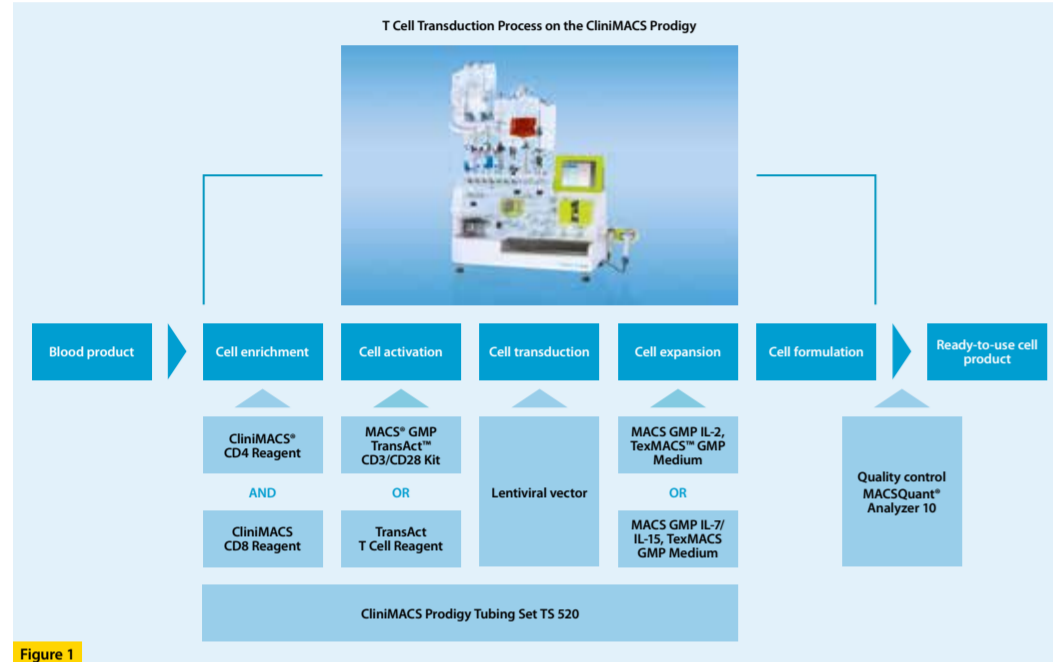 T Cell Transduction Process on the CliniMACS Prodigy
Blood product
Cell enrichment
Cell activation
Cell transduction
Cell expansion
Cell formulation
Ready-to-use cell
product
CliniMACS®
CD4 Reagent
AND
CliniMACS
CD8 Reagent
MACS® GMP
TransAct™
CD3/CD28 Kit
OR
TransAct
T Cell Reagent
Lentiviral vector
MACS GMP IL-2,
TexMACS™ GMP
Medium
OR
MACS GMP IL-7/
IL-15, TexMACS
GMP Medium
Quality control
MACSQuant®
Analyzer 10
CliniMACS Prodigy Tubing Set TS 520
Figure 1